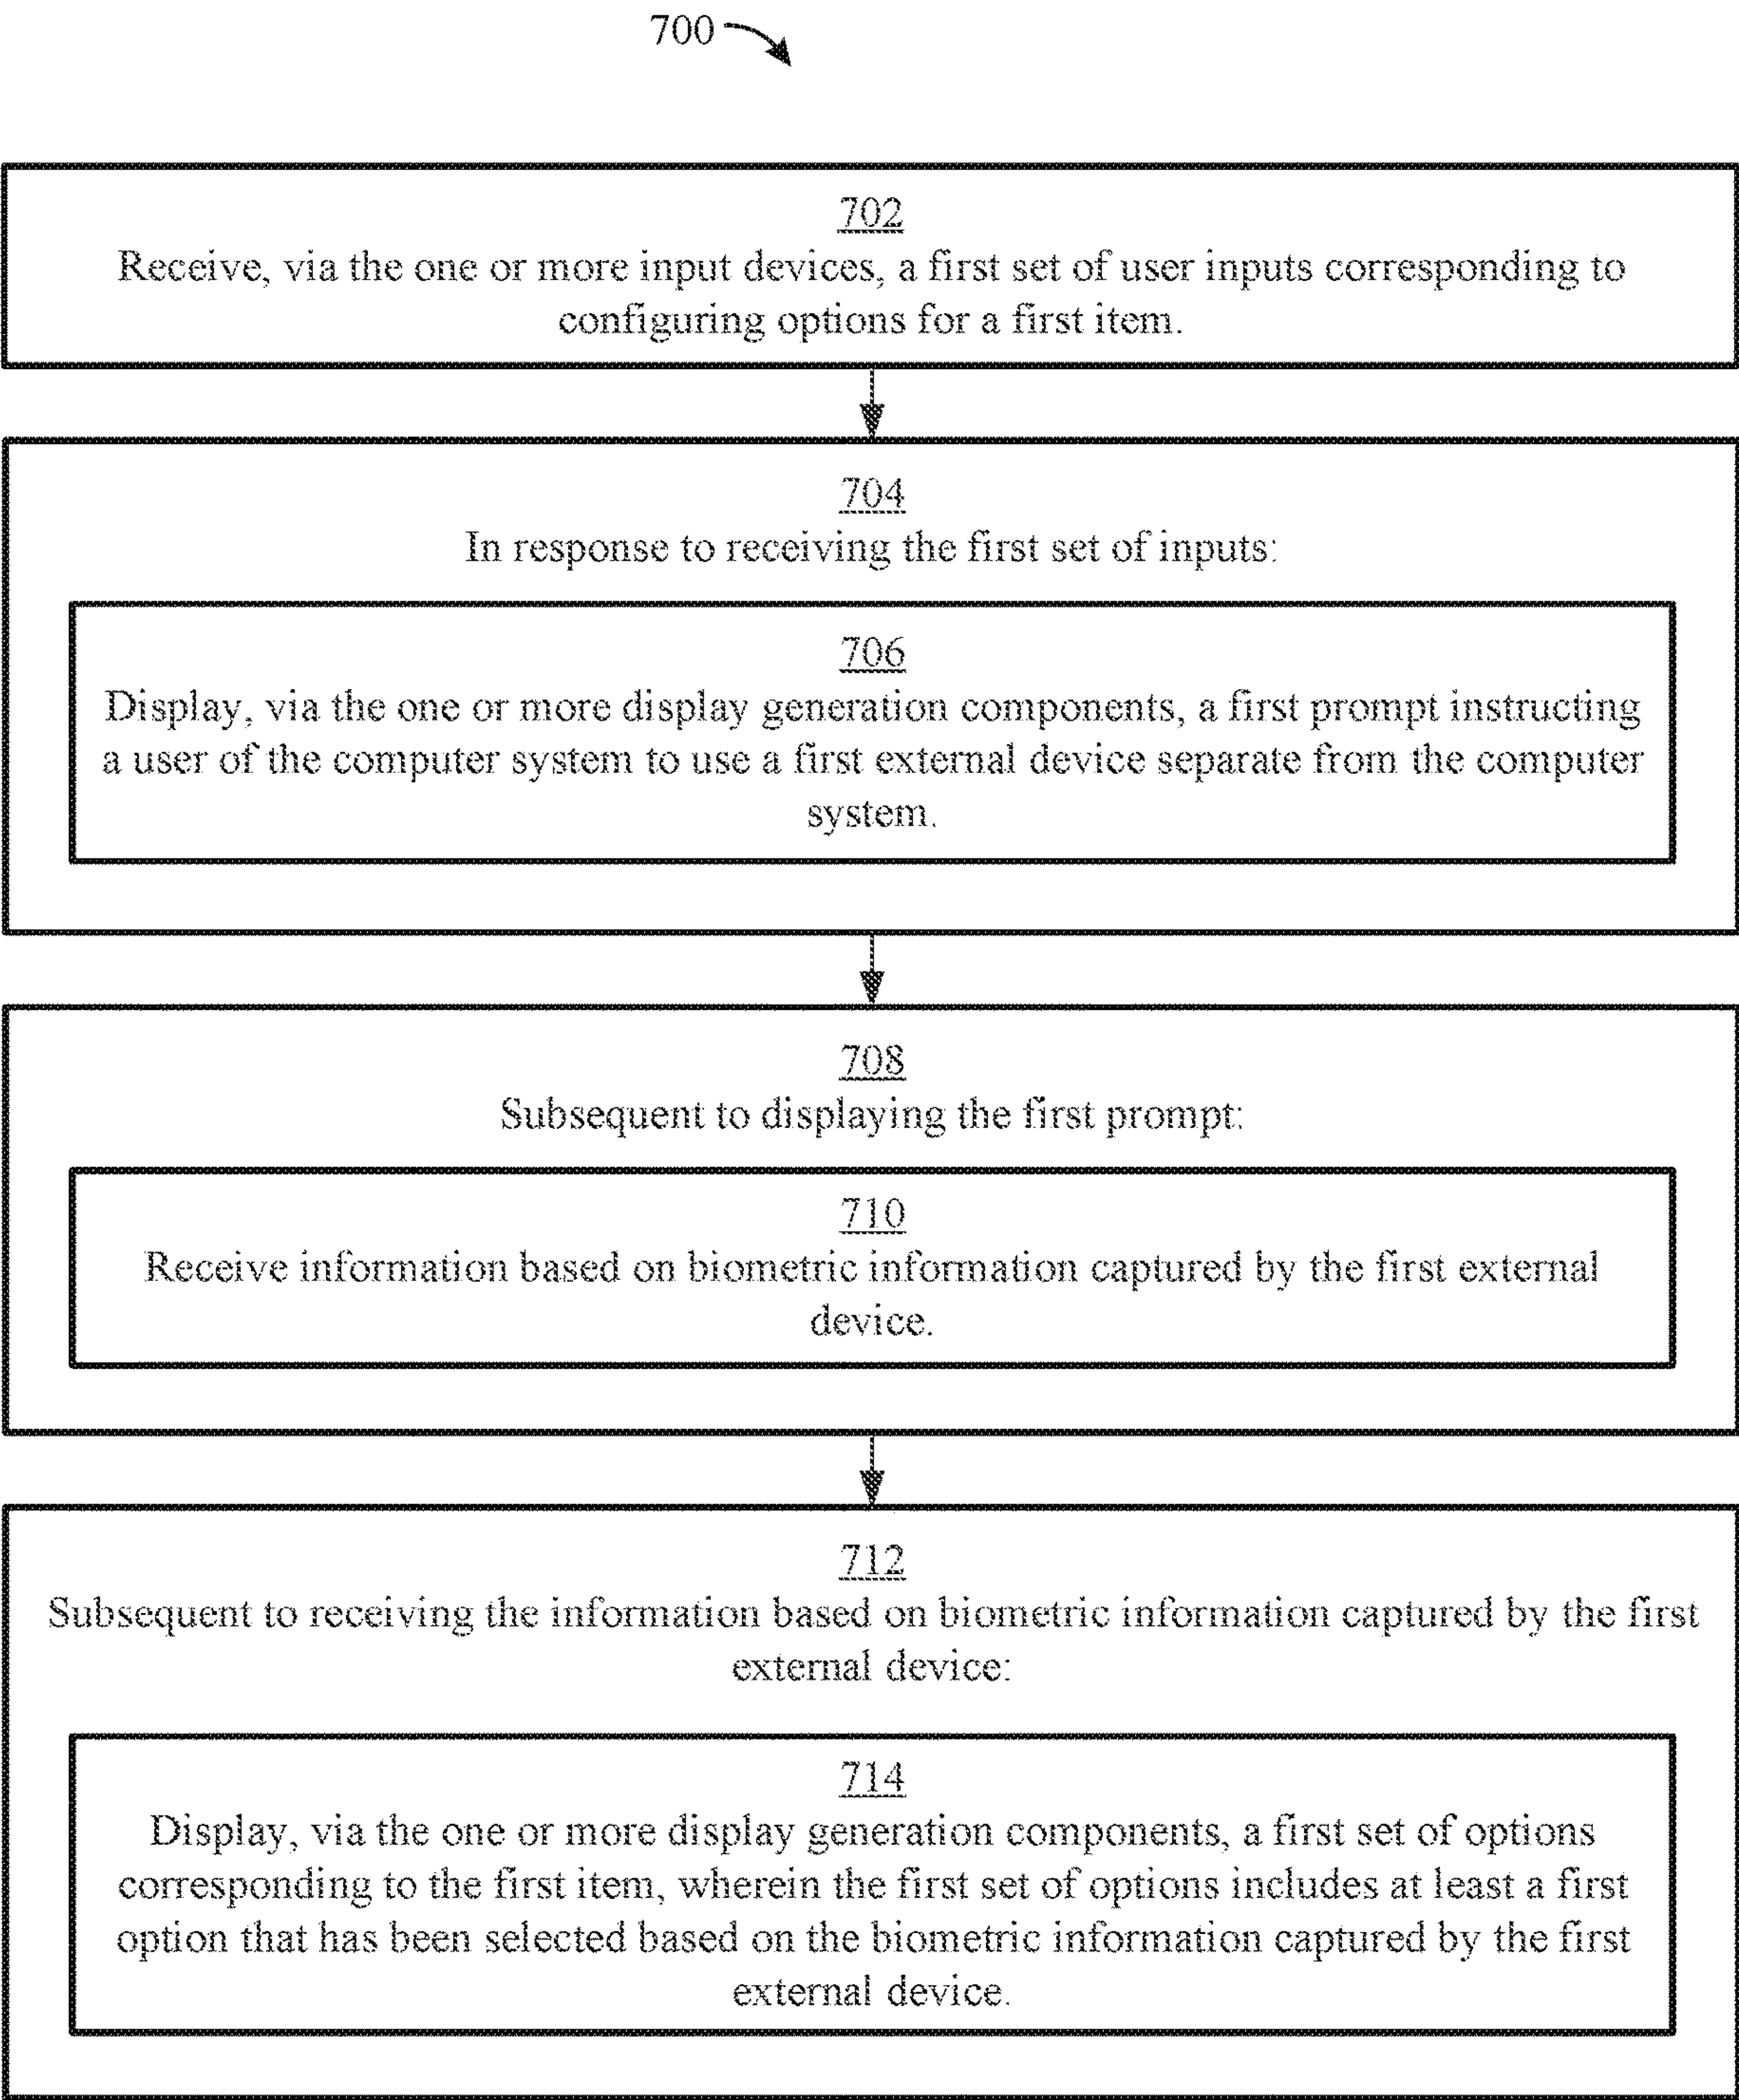 700
702
Receive, via the one or more input devices, a first set of user inputs corresponding to
configuring options for a first item.
704
In response to receiving the first set of inputs:
706
Display, via the one or more display generation components, a first prompt instructing
a user of the computer system to use a first external device separate from the computer
system.
708
Subsequent to displaying the first prompt:
710
Receive information based on biometric information captured by the first external
device.
712
Subsequent to receiving the information based on biometric information captured by the first
external device:
714
Display, via the one or more display generation components, a first set of options
corresponding to the first item, wherein the first set of options includes at least a first
option that has been selected based on the biometric information captured by the first
external device.